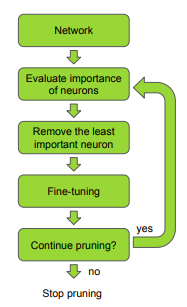 Network
Evaluate importance
of neurons
Remove the least
important neuron
Fine-tuning
yes
Continue pruning?
no
Stop pruning